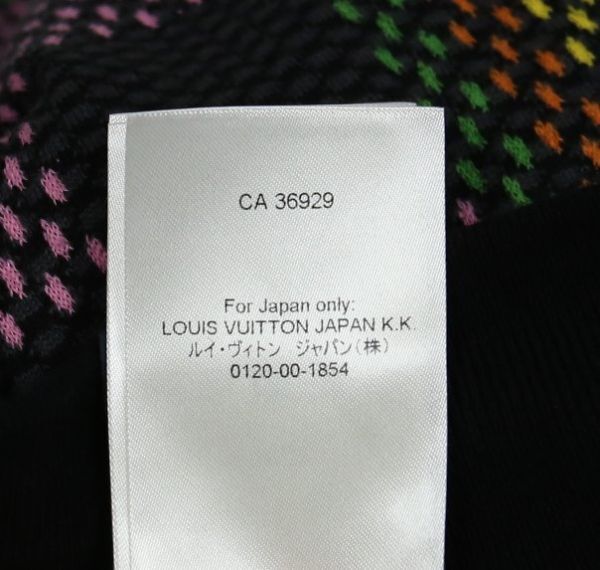 CA 36929
For Japan only:
LOUIS VUITTON JAPAN K.K.
ルイ・ヴィトン　ジャパン（株）
0120-00-1854